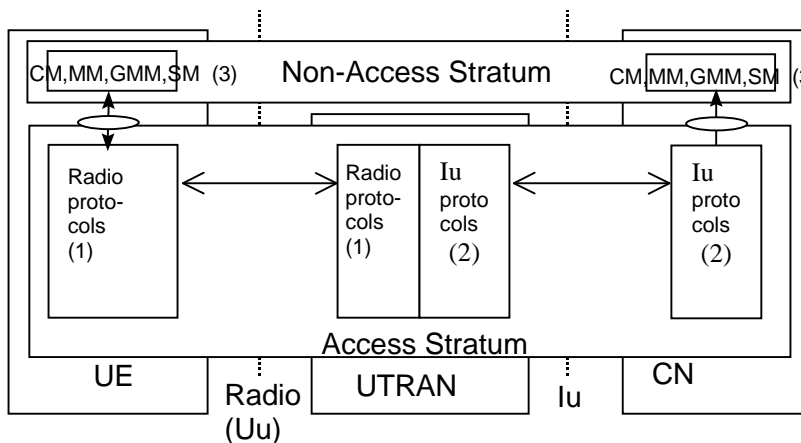 CM,MM,GMM,SM (3)
Non-Access Stratum
CM,MM,GMM,SM (3
Radio
proto-
cols
(1)
Radio
proto-
cols
(1)
Iu
proto
cols
(2)
Iu
proto
cols
(2)
Access Stratum
UE
Radio
(Uu)
UTRAN
Iu
CN